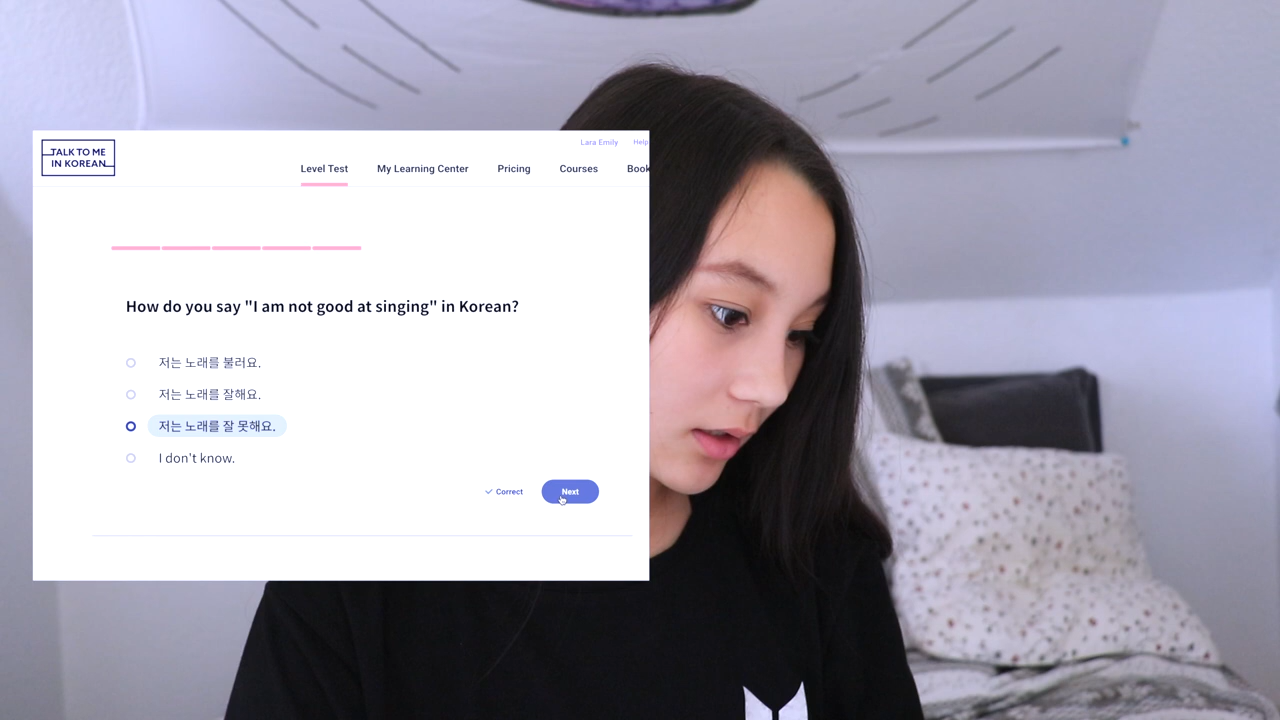 TALK TO ME
IN KOREAN
Lara Emily Help
Level Test My Learning Center Pricing Courses Book
How do you say "I am not good at singing" in Korean?
저는 노래를 불러요.
저는 노래를 잘해요.
저는 노래를 잘 못해요.
I don't know.
Correct Next